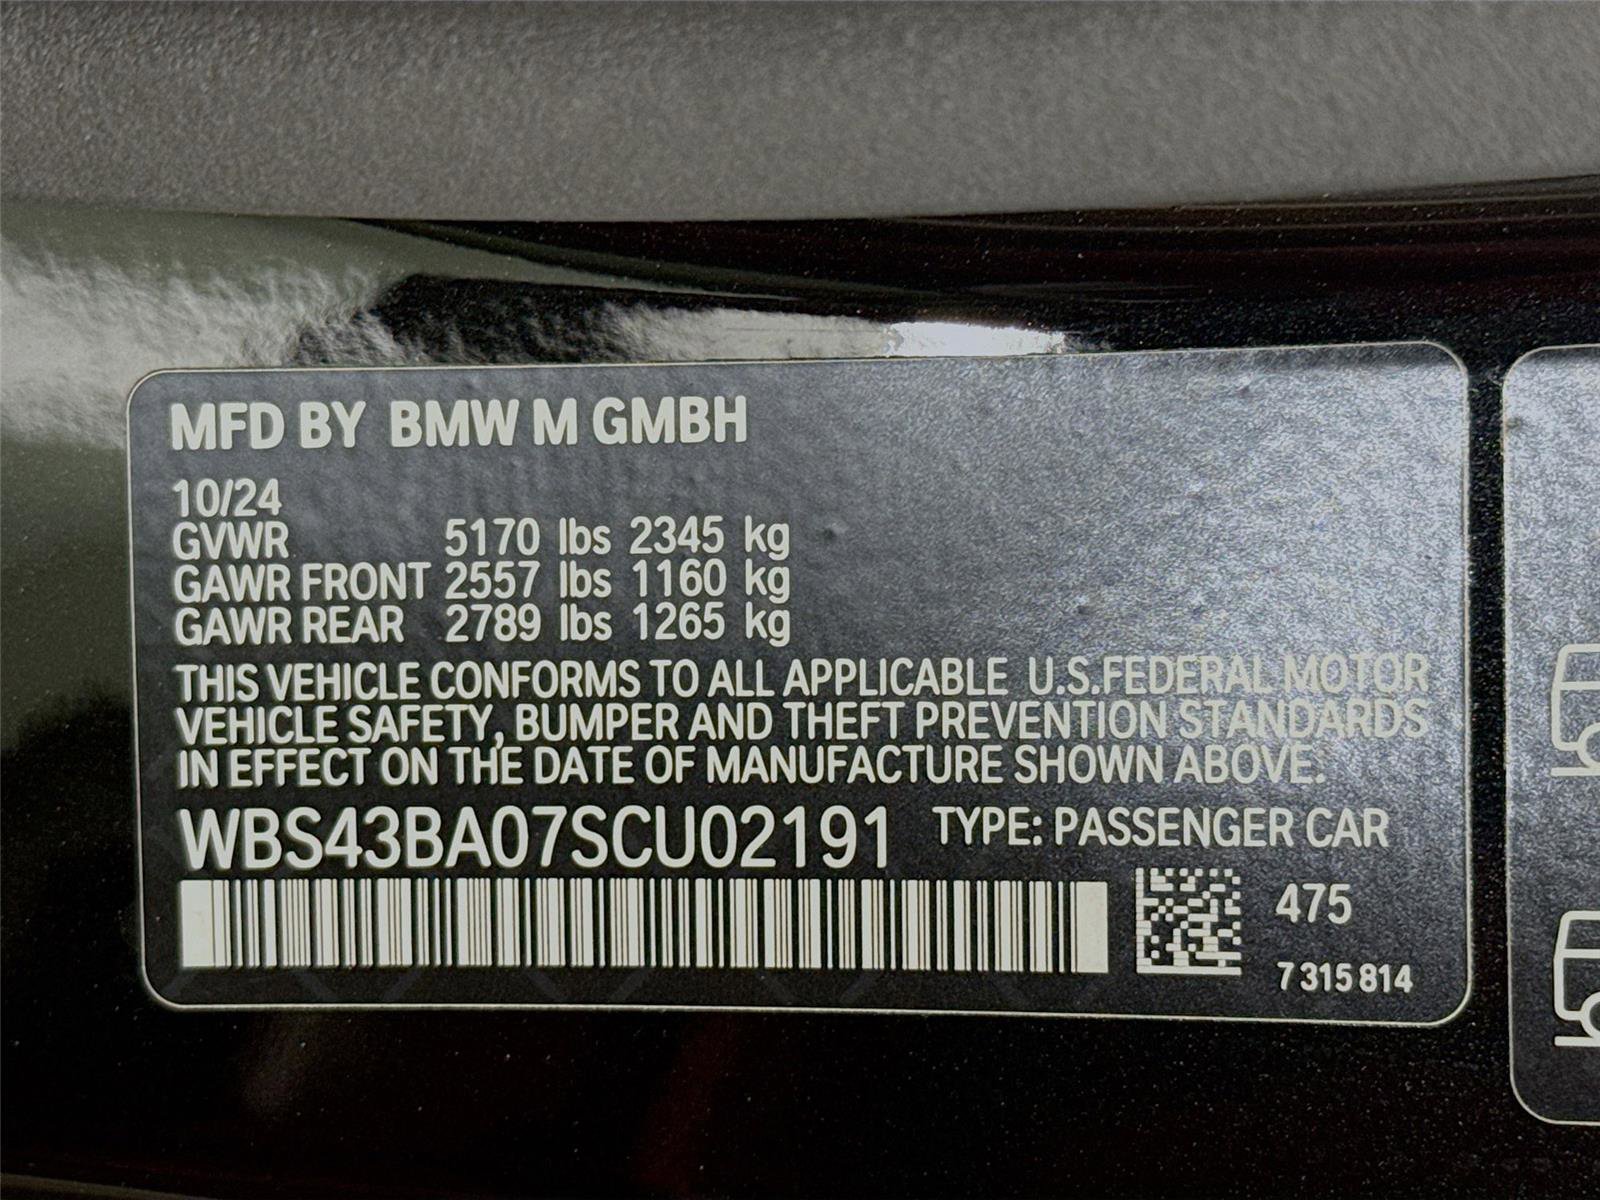 MFD BY BMW M GMBH
10/24
GVWR 5170 lbs 2345 kg
GAWR FRONT 2557 lbs 1160 kg
GAWR REAR 2789 lbs 1265 kg
THIS VEHICLE CONFORMS TO ALL APPLICABLE U.S.FEDERAL MOTOR
VEHICLE SAFETY, BUMPER AND THEFT PREVENTION STANDARDS
IN EFFECT ON THE DATE OF MANUFACTURE SHOWN ABOVE.
WBS43BA07SCU02191 TYPE: PASSENGER CAR
475
7 315 814